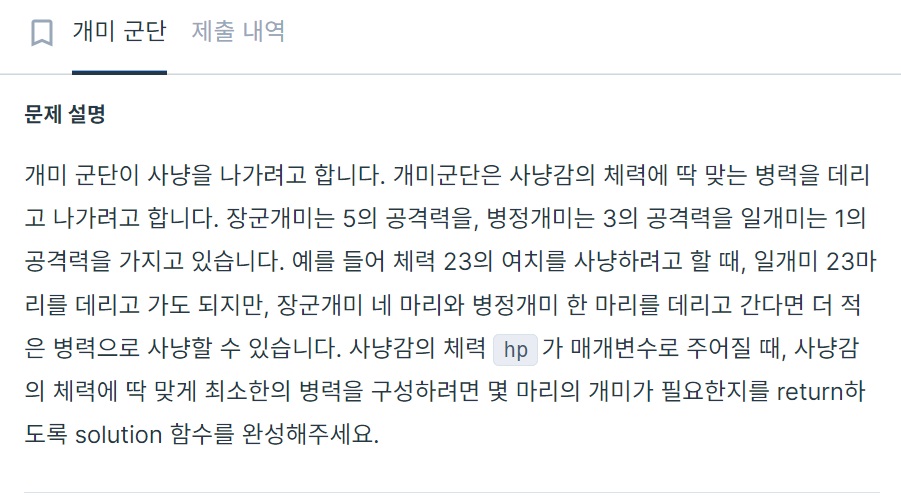 개미 군단 제출 내역
문제 설명
개미 군단이 사냥을 나가려고 합니다. 개미군단은 사냥감의 체력에 딱 맞는 병력을 데리
고 나가려고 합니다. 장군개미는 5의 공격력을, 병정개미는 3의 공격력을 일개미는 1의
공격력을 가지고 있습니다. 예를 들어 체력 23의 여치를 사냥하려고 할 때, 일개미 23마
리를 데리고 가도 되지만, 장군개미 네 마리와 병정개미 한 마리를 데리고 간다면 더 적
은 병력으로 사냥할 수 있습니다. 사냥감의 체력 hp 가 매개변수로 주어질 때, 사냥감
의 체력에 딱 맞게 최소한의 병력을 구성하려면 몇 마리의 개미가 필요한지를 return하
도록 solution 함수를 완성해주세요.